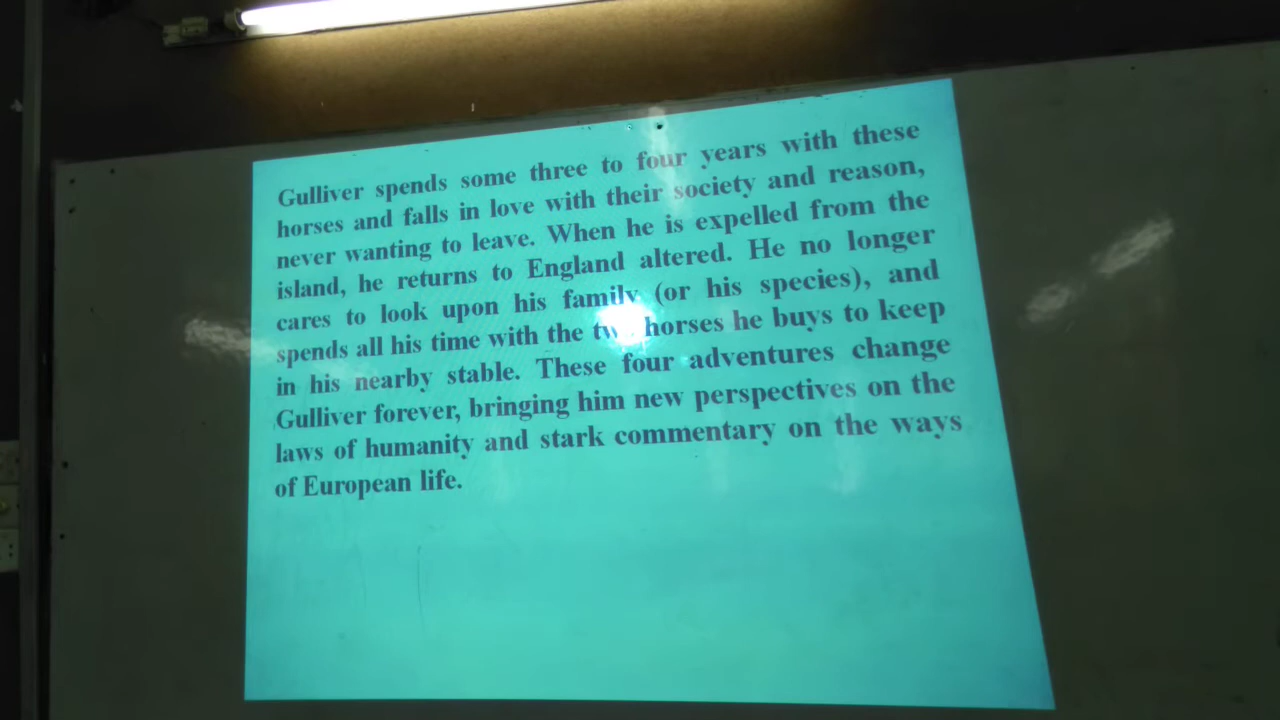 Gulliver spends some three to four years with these
horses and falls in love with their society and reason,
never wanting to leave. When he is expelled from the
island, he returns to England altered. He no longer
cares to look upon his family (or his species), and
spends all his time with the two horses he buys to keep
in his nearby stable. These four adventures change
Gulliver forever, bringing him new perspectives on the
laws of humanity and stark commentary on the ways
of European life.